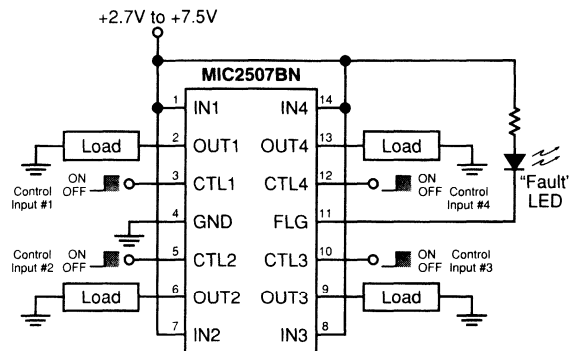 +2.7V to +7.5V
MIC2507BN
1 IN1 IN4 14
Load 2 OUT1 OUT4 13 Load
Control Input #1 ON OFF 3 CTL1 CTL4 12 ON OFF Control Input #4
4 GND FLG 11
"Fault"
LED
Control Input #2 ON OFF 5 CTL2 CTL3 10 ON OFF Control Input #3
Load 6 OUT2 OUT3 9 Load
7 IN2 IN3 8